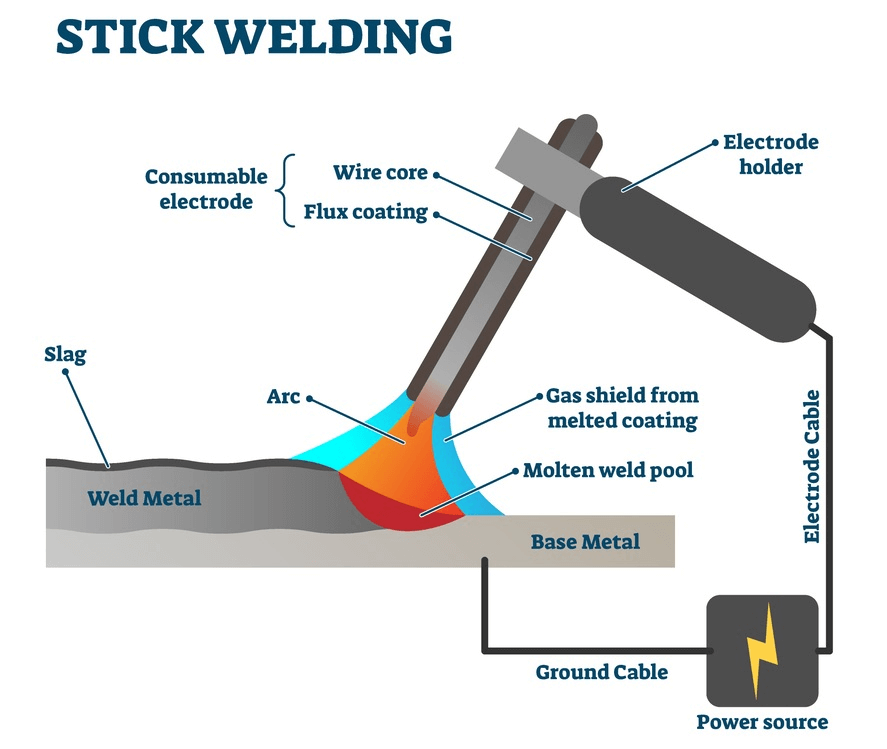 STICK WELDING
Electrode
holder
Consumable
electrode
Wire core
Flux coating
Slag
Arc
Gas shield from
melted coating
Molten weld pool
Electrode Cable
Weld Metal
Base Metal
Ground Cable
Power source